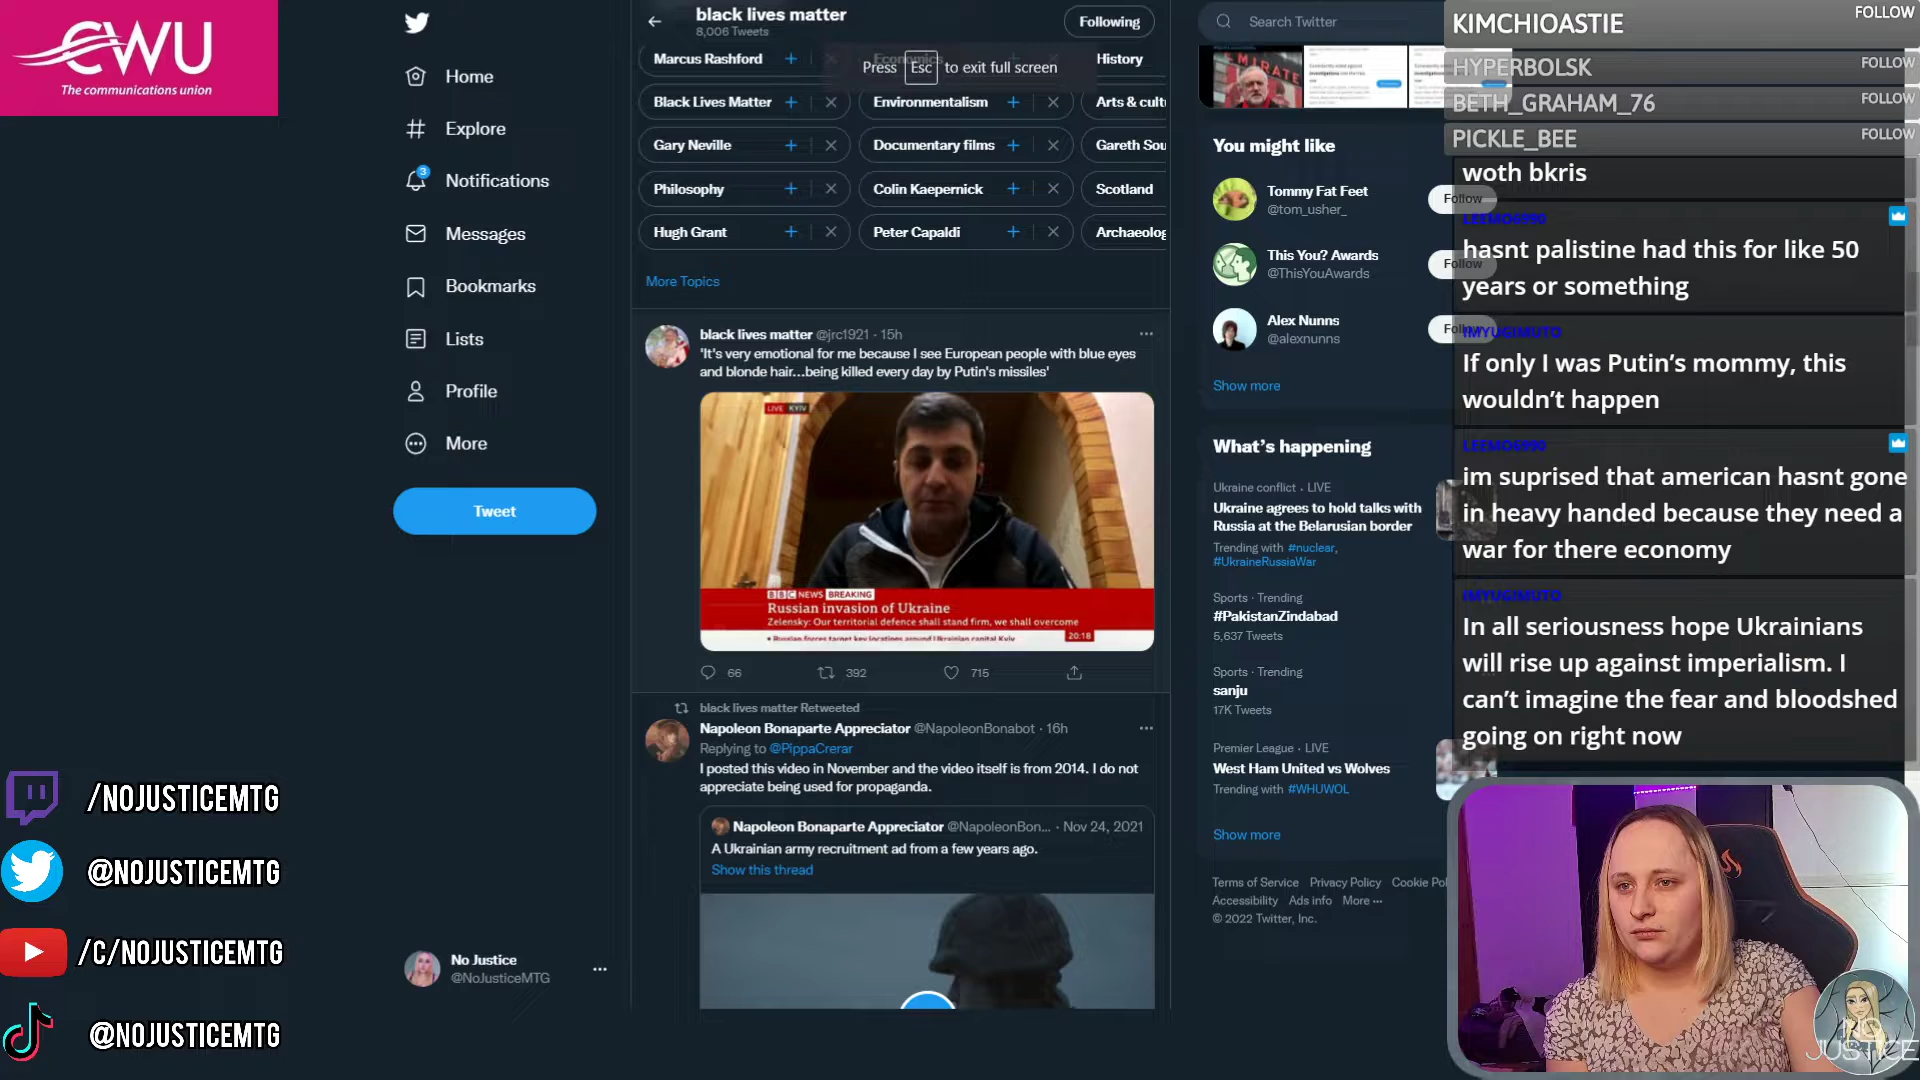 CWU
The communications union
Home
Explore
3
Notifications
Messages
Bookmarks
Lists
Profile
More
Tweet
/NOJUSTICEMTG
@NOJUSTICEMTG
/C/NOJUSTICEMTG
@NOJUSTICEMTG
No Justice
@NoJusticeMTG
black lives matter
8,006 Tweets
Following
Press Esc to exit full screen
Marcus Rashford
Economics
History
Black Lives Matter
Environmentalism
Arts & cult
Gary Neville
Documentary films
Gareth Sou
Philosophy
Colin Kaepernick
Scotland
Hugh Grant
Peter Capaldi
Archaeolog
More Topics
black lives matter @jrc1921 · 15h
'It's very emotional for me because I see European people with blue eyes
and blonde hair...being killed every day by Putin's missiles'
LIVE KYIV
BBC NEWS BREAKING
Russian invasion of Ukraine
Zelensky: Our territorial defence shall stand firm, we shall overcome
Russian forces target key locations around Ukrainian capital Kyiv
20:18
66
392
715
black lives matter Retweeted
Napoleon Bonaparte Appreciator @NapoleonBonabot · 16h
Replying to @PippaCrerar
I posted this video in November and the video itself is from 2014. I do not
appreciate being used for propaganda.
Napoleon Bonaparte Appreciator @NapoleonBon... · Nov 24, 2021
A Ukrainian army recruitment ad from a few years ago.
Show this thread
Search Twitter
EMIRATE
You might like
Tommy Fat Feet
@tom_usher_
Follow
This You? Awards
@ThisYouAwards
Follow
Alex Nunns
@alexnunns
Show more
What's happening
Ukraine conflict · LIVE
Ukraine agrees to hold talks with
Russia at the Belarusian border
Trending with #nuclear,
#UkraineRussiaWar
Sports · Trending
#PakistanZindabad
5,637 Tweets
Sports · Trending
sanju
17K Tweets
Premier League · LIVE
West Ham United vs Wolves
Trending with #WHUWOL
Show more
Terms of Service Privacy Policy Cookie Pol
Accessibility Ads info More ···
© 2022 Twitter, Inc.
KIMCHIOASTIE
FOLLOW
HYPERBOLSK
FOLLOW
BETH_GRAHAM_76
FOLLOW
PICKLE_BEE
FOLLOW
woth bkris
LEEMO6990
hasnt palistine had this for like 50
years or something
IMYUGIMUTO
If only I was Putin's mommy, this
wouldn't happen
LEEMO6990
im suprised that american hasnt gone
in heavy handed because they need a
war for there economy
IMYUGIMUTO
In all seriousness hope Ukrainians
will rise up against imperialism. I
can't imagine the fear and bloodshed
going on right now
NO
JUSTICE